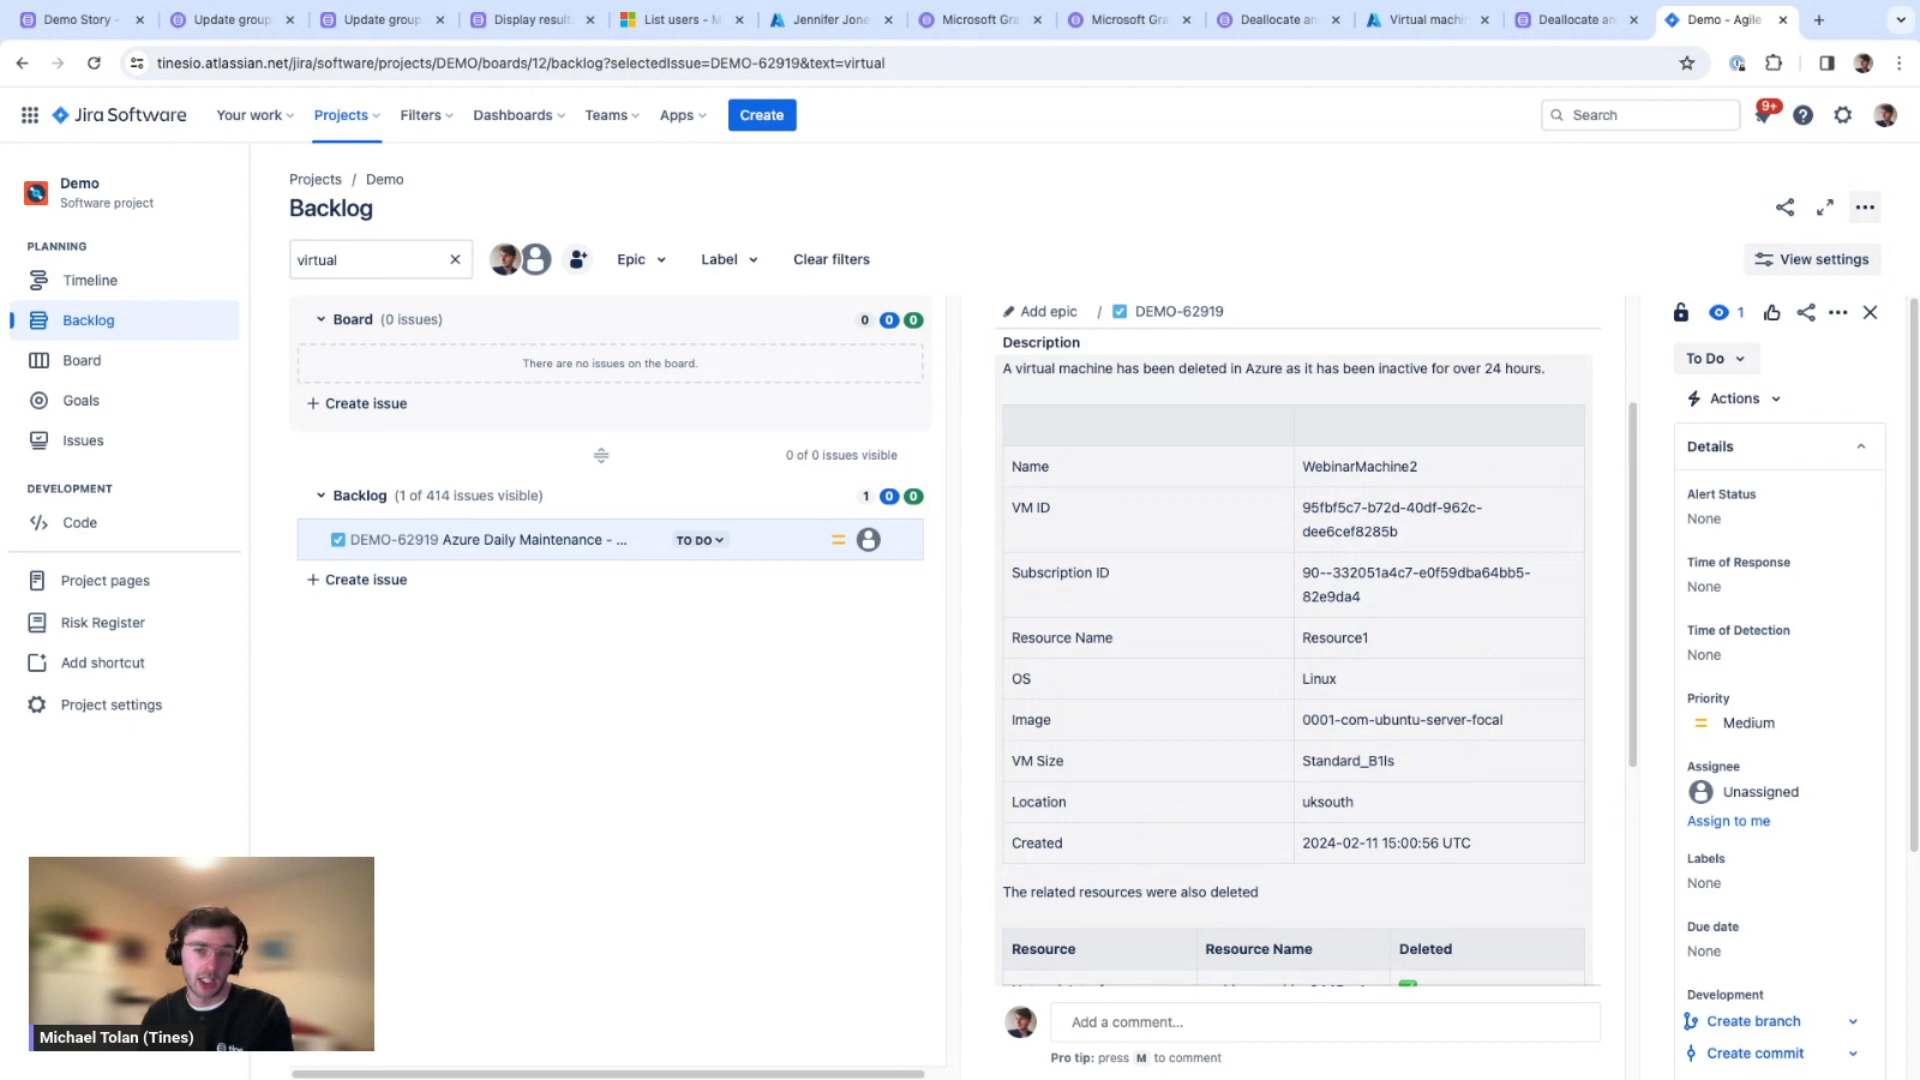 Demo Story -
Update group
Update group
Display result
List users - M
Jennifer Jone
Microsoft Gra
Microsoft Gra
Deallocate an
Virtual machi
Deallocate an
Demo - Agile
tinesio.atlassian.net/jira/software/projects/DEMO/boards/12/backlog?selectedIssue=DEMO-62919&text=virtual
Jira Software
Your work
Projects
Filters
Dashboards
Teams
Apps
Create
Search
9+
Demo
Software project
PLANNING
Timeline
Backlog
Board
Goals
Issues
DEVELOPMENT
Code
Project pages
Risk Register
Add shortcut
Project settings
Projects / Demo
Backlog
virtual
Epic
Label
Clear filters
View settings
Board (0 issues)
0 0 0
There are no issues on the board.
+ Create issue
0 of 0 issues visible
Backlog (1 of 414 issues visible)
1 0 0
DEMO-62919 Azure Daily Maintenance - ...
TO DO
+ Create issue
Add epic / DEMO-62919
Description
A virtual machine has been deleted in Azure as it has been inactive for over 24 hours.
Name WebinarMachine2
VM ID 95fbf5c7-b72d-40df-962c-
dee6cef8285b
Subscription ID 90--332051a4c7-e0f59dba64bb5-
82e9da4
Resource Name Resource1
OS Linux
Image 0001-com-ubuntu-server-focal
VM Size Standard_B1ls
Location uksouth
Created 2024-02-11 15:00:56 UTC
The related resources were also deleted
Resource Resource Name Deleted
Add a comment...
Pro tip: press M to comment
1
To Do
Actions
Details
Alert Status
None
Time of Response
None
Time of Detection
None
Priority
Medium
Assignee
Unassigned
Assign to me
Labels
None
Due date
None
Development
Create branch
Create commit
Michael Tolan (Tines)